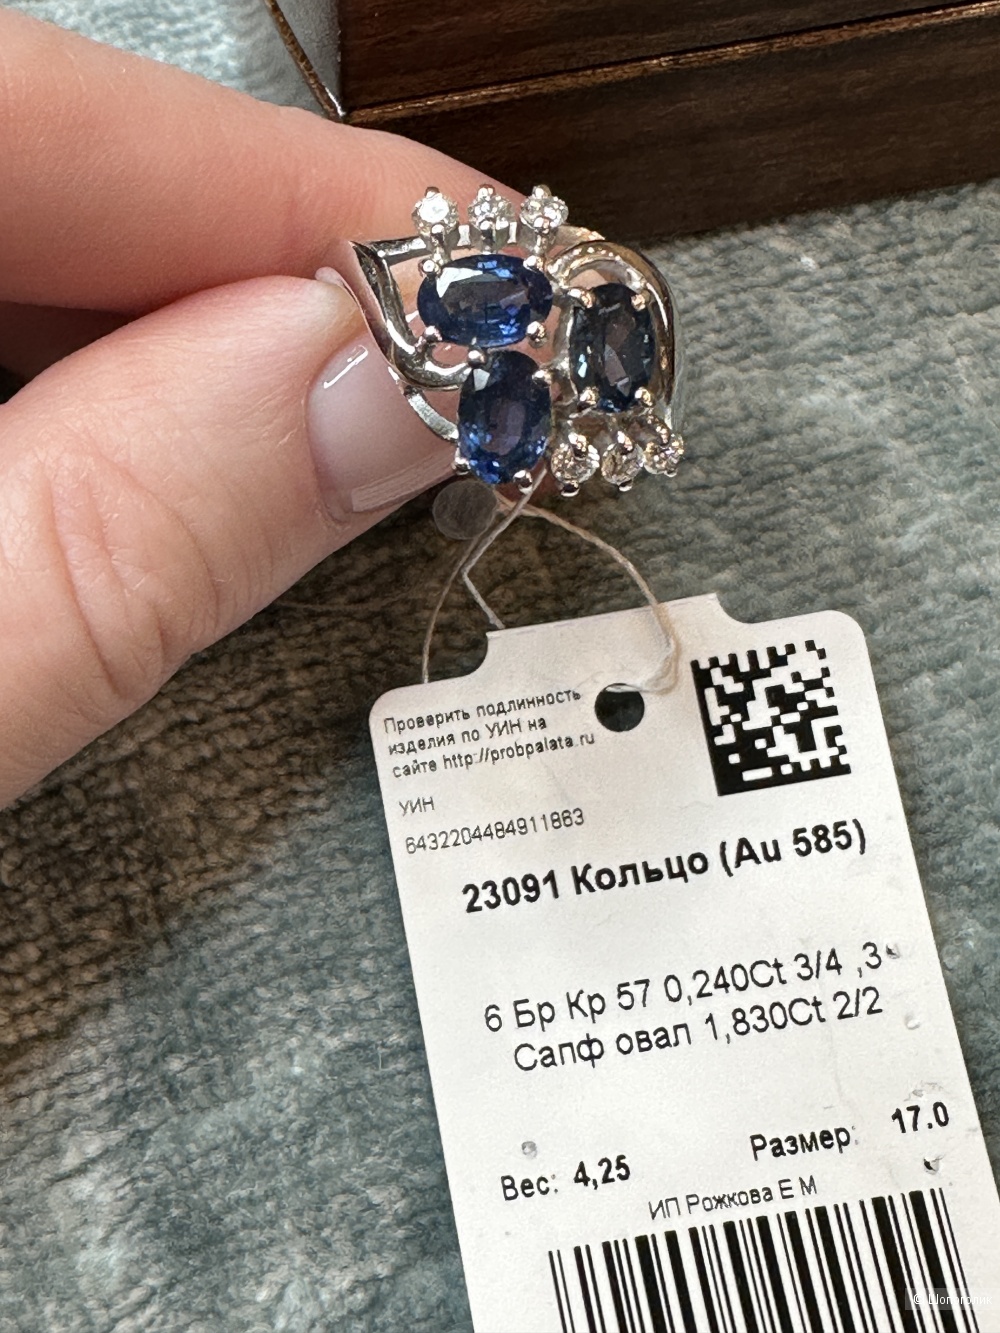 Проверить подлинность
изделия по УИН на
сайте http://probpalata.ru
УИН
6432204484911863
23091 Кольцо (Au 585)
6 Бр Кр 57 0,240Ct 3/4 ,3
Сапф овал 1,830Ct 2/2
Вес: 4,25
Размер: 17.0
ИП Рожкова Е М
© Шопоголик